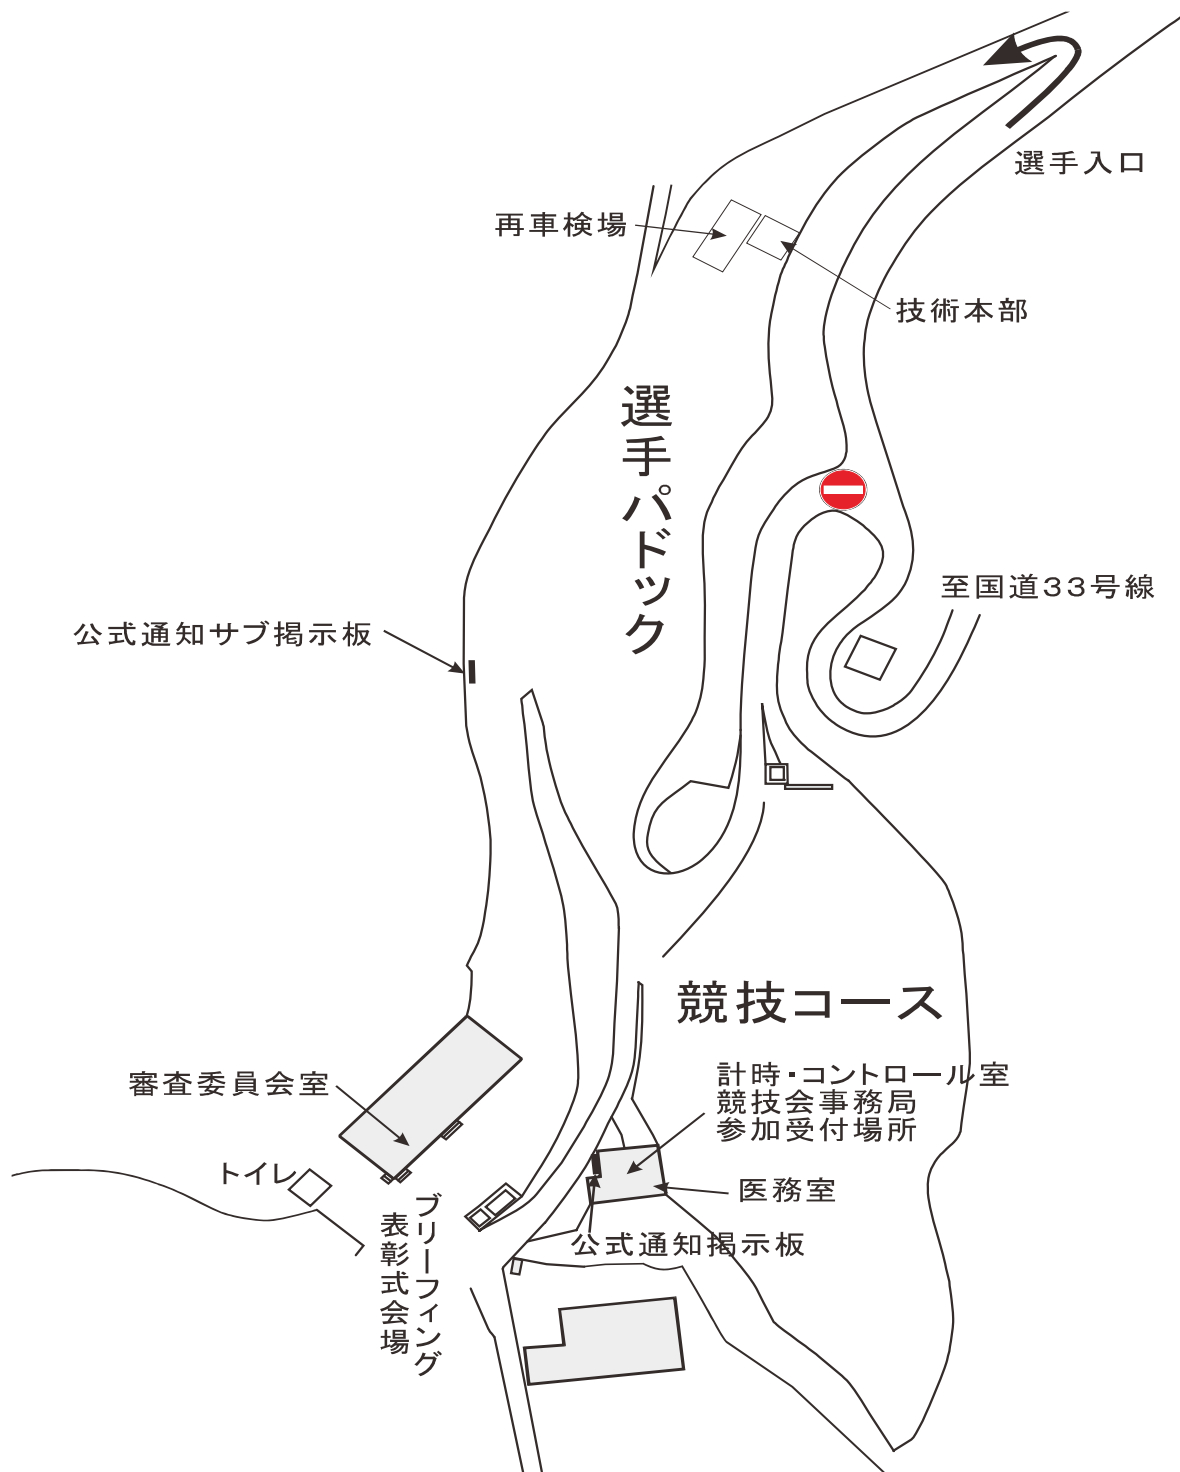 選手入口
再車検場
技術本部
選手パドック
至国道33号線
公式通知サブ掲示板
競技コース
計時・コントロール室
競技会事務局
参加受付場所
審査委員会室
トイレ
医務室
ブリーフィング
表彰式会場
公式通知掲示板